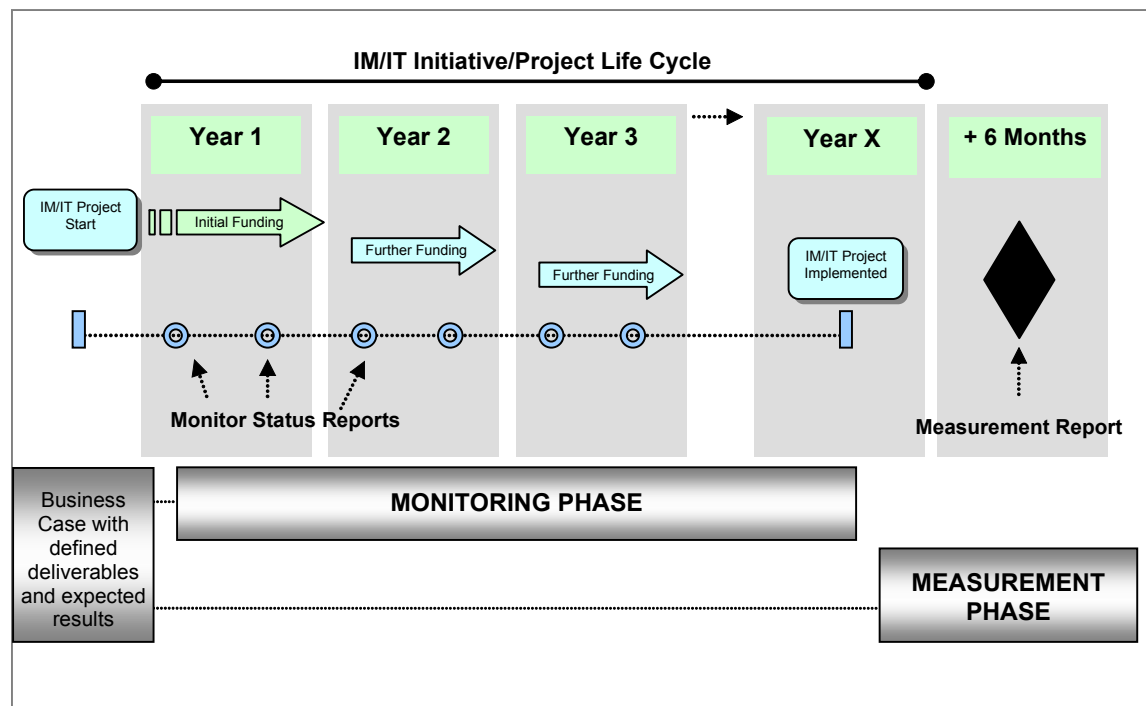 IM/IT Initiative/Project Life Cycle
Year 1
Year 2
Year 3
Year X
+ 6 Months
IM/IT Project
Start
Initial Funding
Further Funding
Further Funding
IM/IT Project
Implemented
Monitor Status Reports
Measurement Report
Business
Case with
defined
deliverables
and expected
results
MONITORING PHASE
MEASUREMENT
PHASE